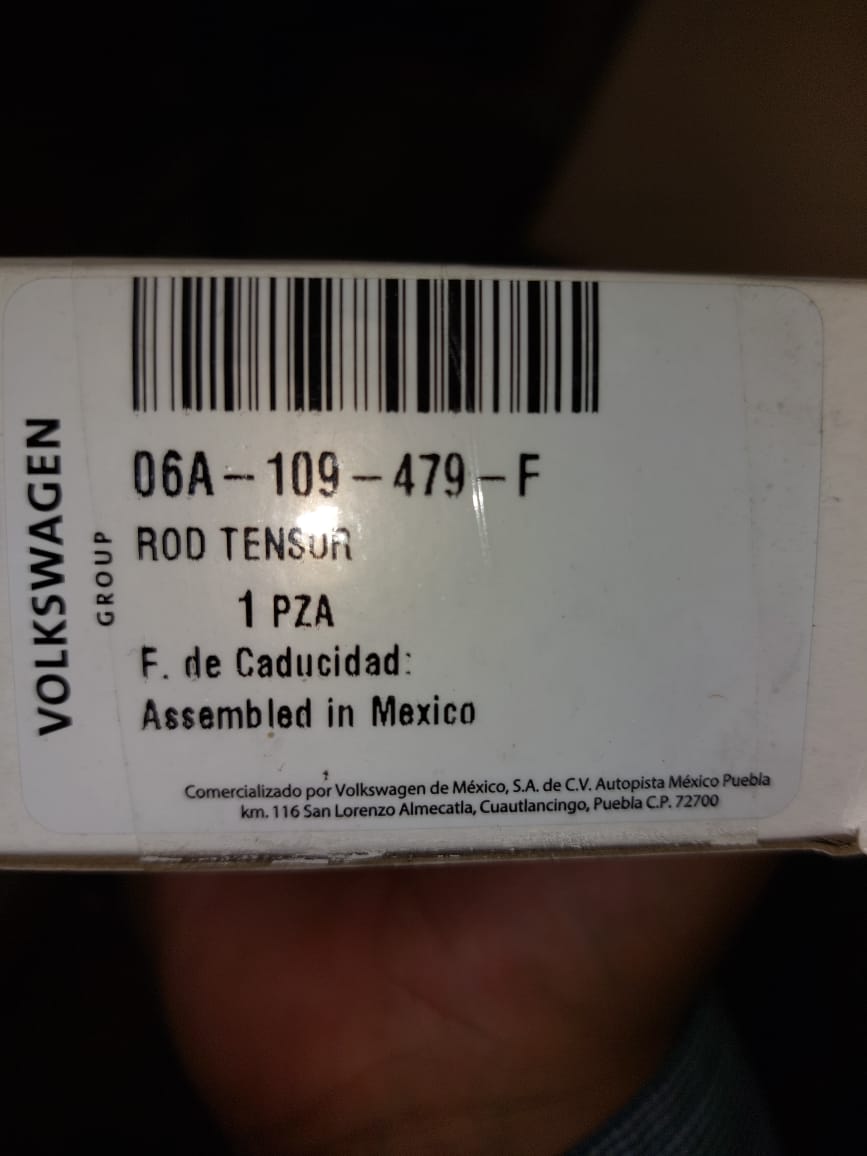 VOLKSWAGEN
GROUP
06A-109-479-F
ROD TENSUR
1 PZA
F. de Caducidad:
Assembled in Mexico
Comercializado por Volkswagen de México, S.A. de C.V. Autopista México Puebla
km. 116 San Lorenzo Almecatla, Cuautlancingo, Puebla C.P. 72700